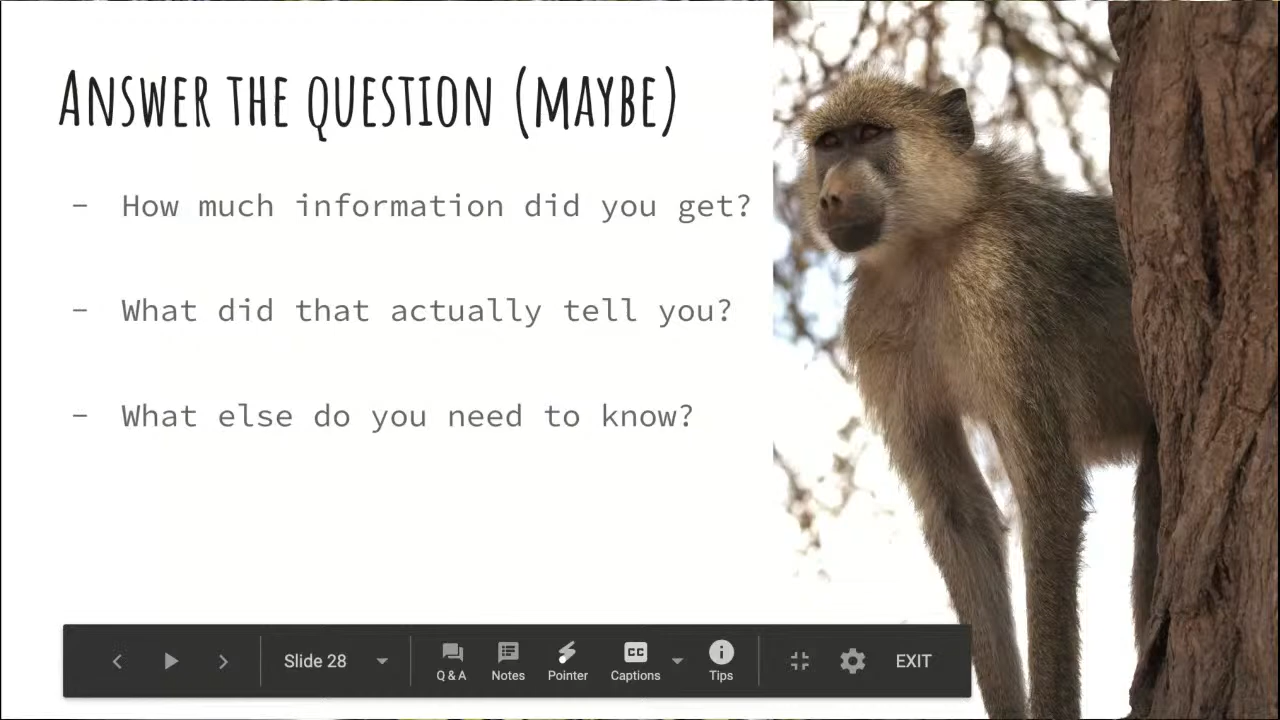 Answer the question (maybe)
- How much information did you get?
- What did that actually tell you?
- What else do you need to know?
Slide 28
Q & A
Notes
Pointer
CC
Captions
Tips
EXIT